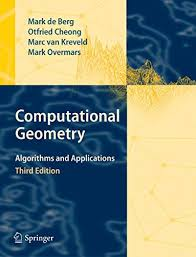 Mark de Berg
Otfried Cheong
Marc van Kreveld
Mark Overmars
Computational
Geometry
Algorithms and Applications
Third Edition
Springer